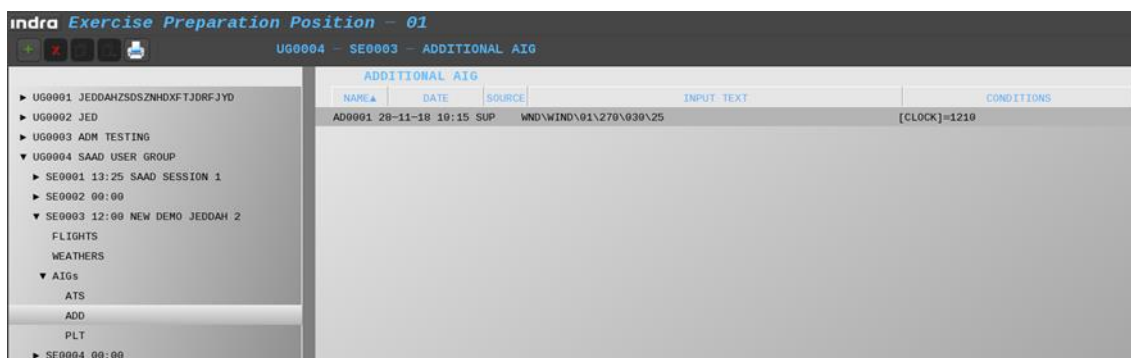 indra Exercise Preparation Position - 01
UG0004 - SE0003 - ADDITIONAL AIG
ADDITIONAL AIG
NAME▲ DATE SOURCE INPUT TEXT CONDITIONS
AD0001 28-11-18 10:15 SUP WND\WIND\01\270\030\25 [CLOCK]=1210
► UG0001 JEDDAHZSDSZNHDXFTJDRFJYD
► UG0002 JED
► UG0003 ADM TESTING
▼ UG0004 SAAD USER GROUP
► SE0001 13:25 SAAD SESSION 1
► SE0002 00:00
▼ SE0003 12:00 NEW DEMO JEDDAH 2
FLIGHTS
WEATHERS
▼ AIGs
ATS
ADD
PLT
► SE0004 00:00